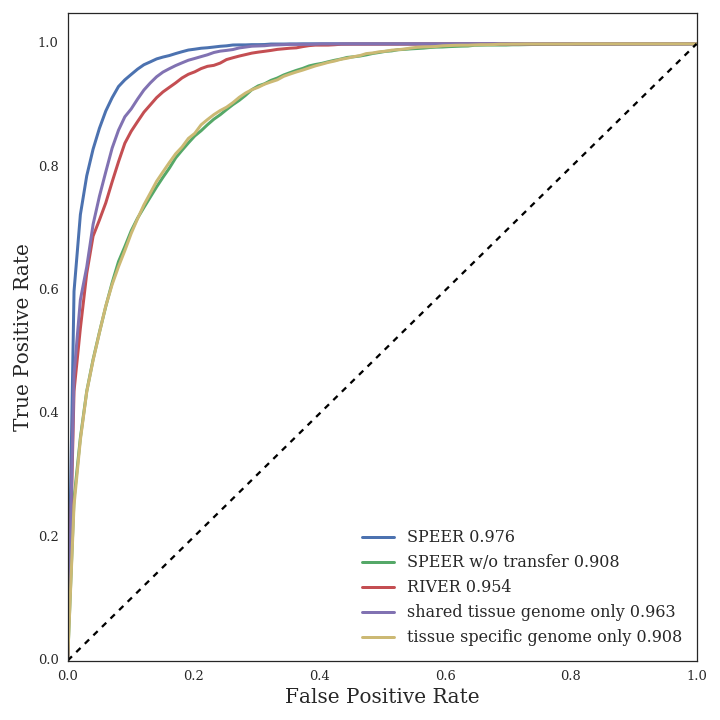 1.0
0.8
0.6
0.4
0.2
0.0
True Positive Rate
SPEER 0.976
SPEER w/o transfer 0.908
RIVER 0.954
shared tissue genome only 0.963
tissue specific genome only 0.908
0.0 0.2 0.4 0.6 0.8 1.0
False Positive Rate